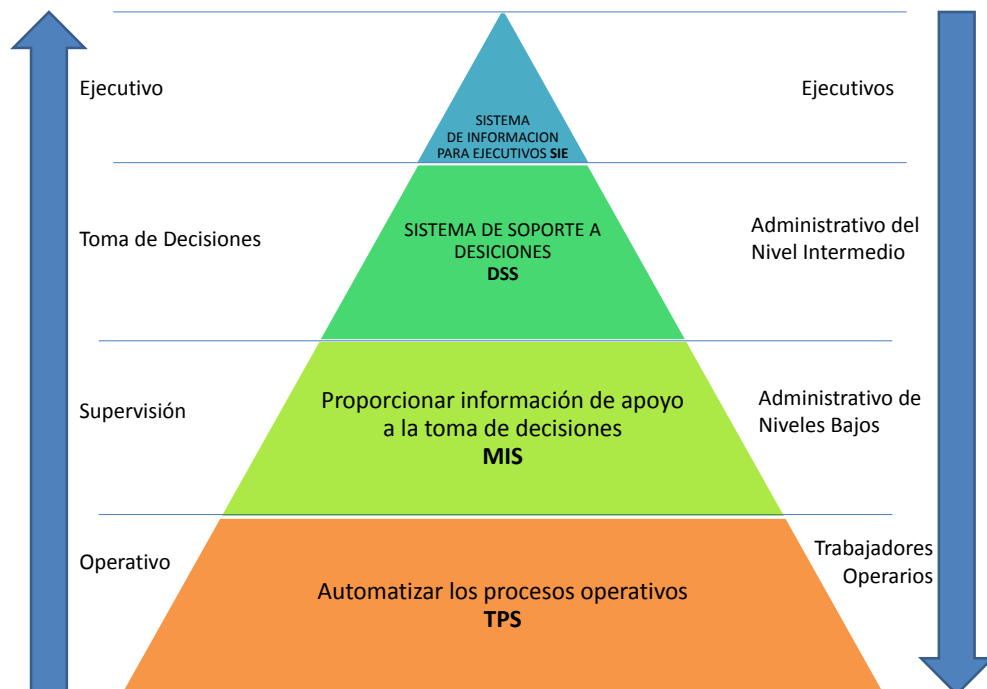 Ejecutivo
SISTEMA
DE INFORMACION
PARA EJECUTIVOS SIE
Ejecutivos
Toma de Decisiones
SISTEMA DE SOPORTE A
DESICIONES
DSS
Administrativo del
Nivel Intermedio
Supervisión
Proporcionar información de apoyo
a la toma de decisiones
MIS
Administrativo de
Niveles Bajos
Operativo
Automatizar los procesos operativos
TPS
Trabajadores
Operarios